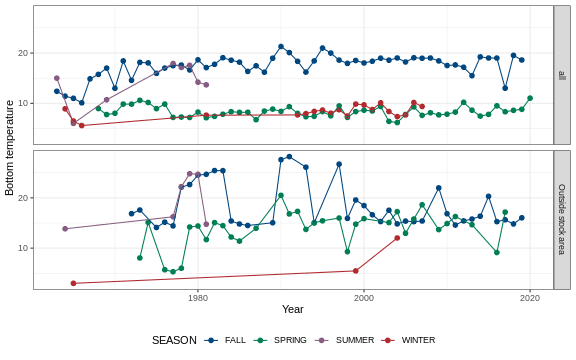 20
10
all
20
10
Outside stock area
Bottom temperature
1980
2000
2020
Year
SEASON FALL SPRING SUMMER WINTER